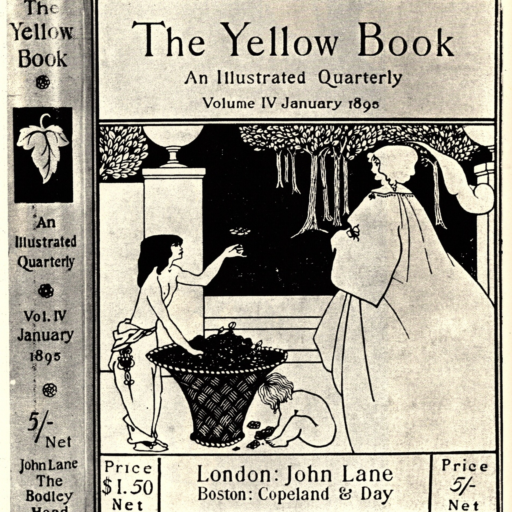 The
Yellow
Book
An
Illustrated
Quarterly
Vol. IV
January
1895
5/-
Net
John Lane
The
Bodley
Head
The Yellow Book
An Illustrated Quarterly
Volume IV January 1895
Price
$1.50
Net
London: John Lane
Boston: Copeland & Day
Price
5/-
Net